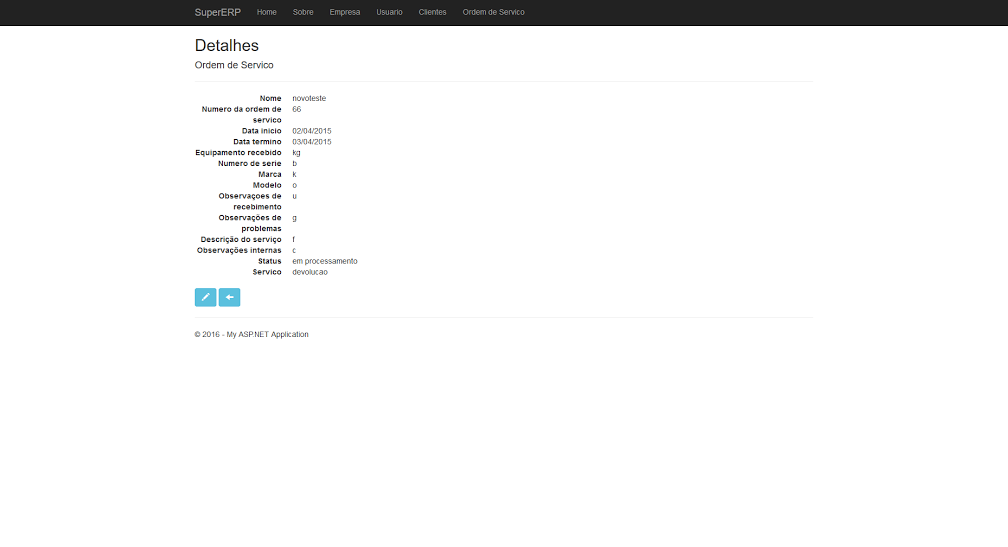 SuperERP Home Sobre Empresa Usuario Clientes Ordem de Servico
Detalhes
Ordem de Servico
Nome novoteste
Numero da ordem de 66
servico
Data inicio 02/04/2015
Data termino 03/04/2015
Equipamento recebido kg
Numero de serie b
Marca k
Modelo o
Observaçoes de u
recebimento
Observações de g
problemas
Descrição do serviço f
Observações internas c
Status em processamento
Servico devolucao
© 2016 - My ASP.NET Application